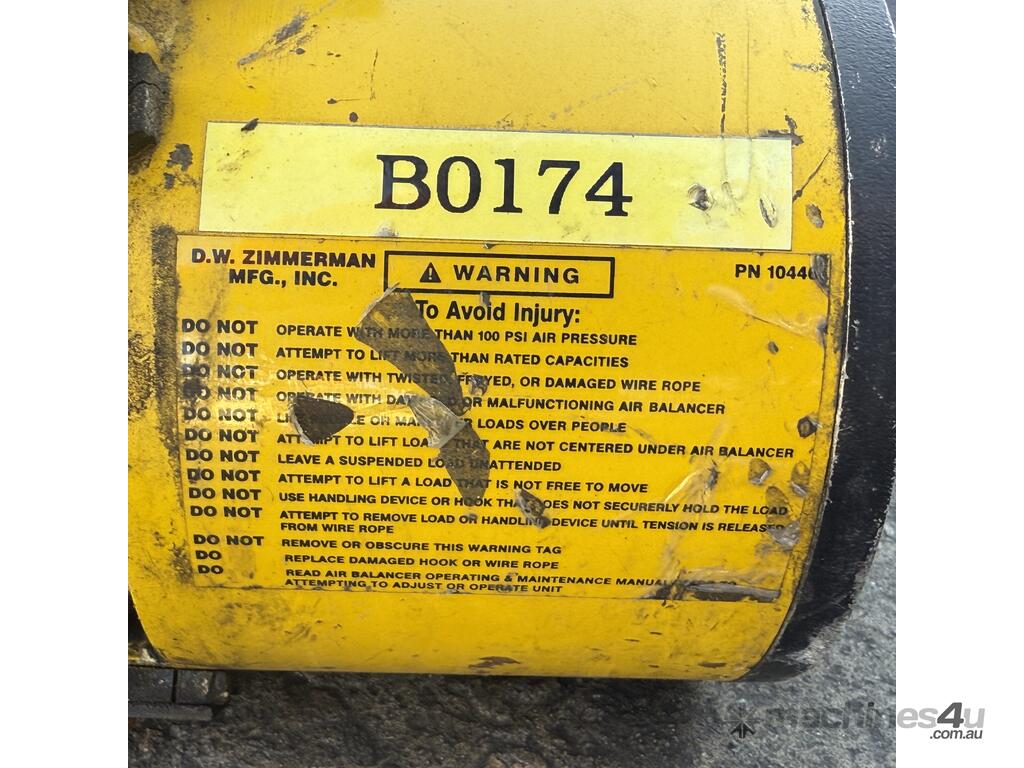 B0174
D.W. ZIMMERMAN
MFG., INC.
WARNING
PN 1044
To Avoid Injury:
DO NOT OPERATE WITH MORE THAN 100 PSI AIR PRESSURE
DO NOT ATTEMPT TO LIFT MORE THAN RATED CAPACITIES
DO NOT OPERATE WITH TWISTED, FRAYED, OR DAMAGED WIRE ROPE
DO NOT OPERATE WITH OR MALFUNCTIONING AIR BALANCER
DO NOT OR LOADS OVER PEOPLE
DO NOT ATTEMPT TO LIFT THAT ARE NOT CENTERED UNDER AIR BALANCER
DO NOT LEAVE A SUSPENDED LOAD UNATTENDED
DO NOT ATTEMPT TO LIFT A LOAD THAT IS NOT FREE TO MOVE
DO NOT USE HANDLING DEVICE OR HOOK THAT DOES NOT SECURERLY HOLD THE LOAD
DO NOT ATTEMPT TO REMOVE LOAD OR HANDLING DEVICE UNTIL TENSION IS RELEASED
FROM WIRE ROPE
DO NOT REMOVE OR OBSCURE THIS WARNING TAG
DO REPLACE DAMAGED HOOK OR WIRE ROPE
DO READ AIR BALANCER OPERATING & MAINTENANCE MANUAL
ATTEMPTING TO ADJUST OR OPERATE UNIT
machines4u
.com.au